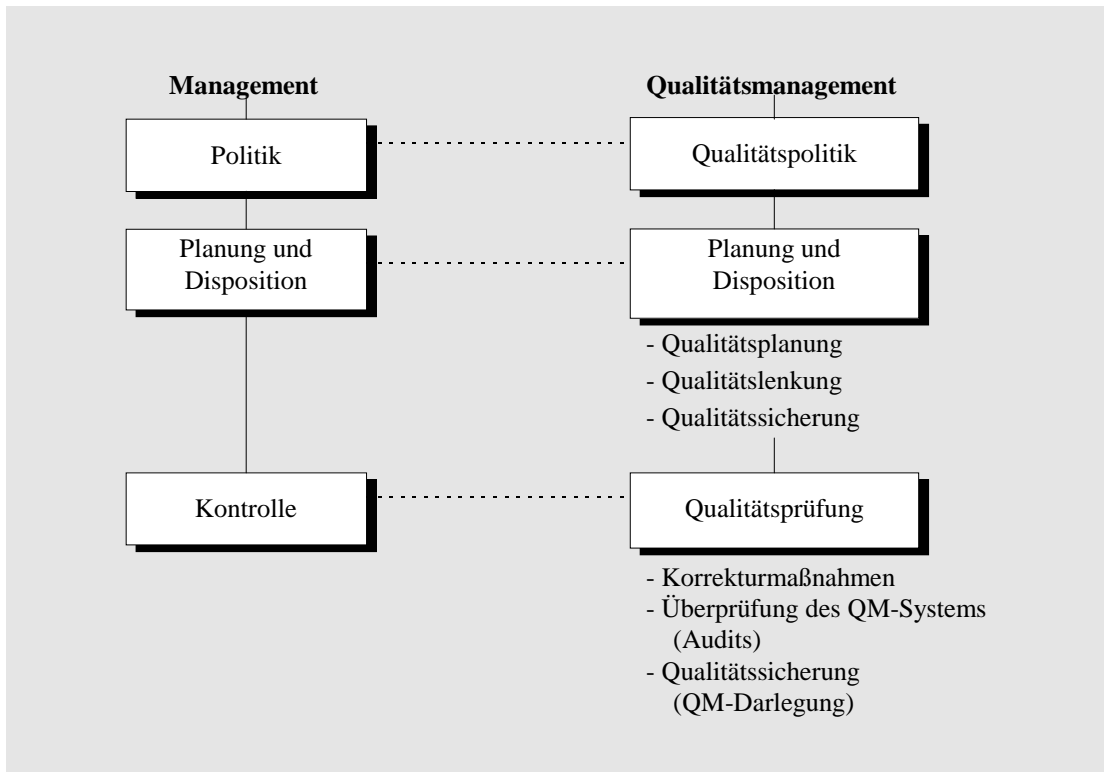 Management
Qualitätsmanagement
Politik
Qualitätspolitik
Planung und
Disposition
Planung und
Disposition
- Qualitätsplanung
- Qualitätslenkung
- Qualitätssicherung
Kontrolle
Qualitätsprüfung
- Korrekturmaßnahmen
- Überprüfung des QM-Systems
(Audits)
- Qualitätssicherung
(QM-Darlegung)